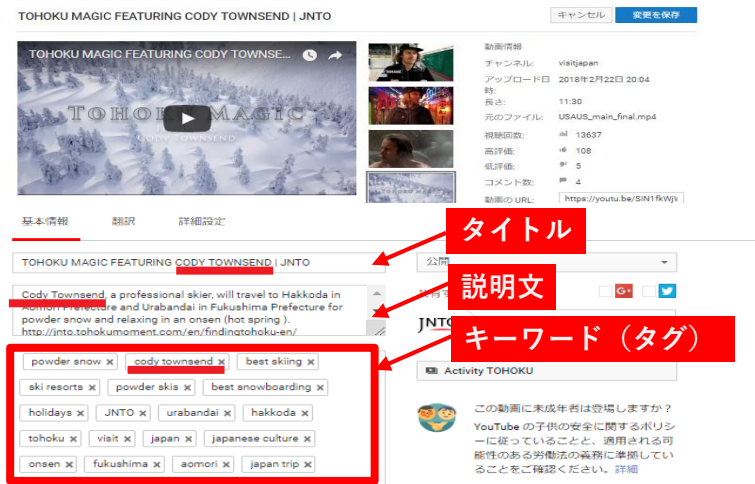 TOHOKU MAGIC FEATURING CODY TOWNSEND | JNTO
キャンセル 変更を保存
TOHOKU MAGIC FEATURING CODY TOWNSE...
TOHOKU MAGIC
CODY TOWNSEND
動画情報
チャンネル: visitjapan
アップロード日時: 2018年2月22日 20:04
長さ: 11:30
元のファイル: USAUS_main_final.mp4
視聴回数: 13637
高評価: 108
低評価: 5
コメント数: 4
動画の URL: https://youtu.be/SiN1fkWJV
基本情報 翻訳 詳細設定
タイトル
TOHOKU MAGIC FEATURING CODY TOWNSEND | JNTO
公開
説明文
Cody Townsend, a professional skier, will travel to Hakkoda in
Aomori Prefecture and Urabandai in Fukushima Prefecture for
powder snow and relaxing in an onsen (hot spring ).
http://jnto.tohokumoment.com/en/findingtohoku-en/
G+
JNTO
キーワード（タグ）
powder snow x cody townsend x best skiing x
ski resorts x powder skis x best snowboarding x
holidays x JNTO x urabandai x hakkoda x
tohoku x visit x japan x japanese culture x
onsen x fukushima x aomori x japan trip x
Activity TOHOKU
この動画に未成年者は登場しますか？
YouTube の子供の安全に関するポリシ
ーに従っていることと、適用される可
能性のある労働法の義務に準拠してい
ることをご確認ください。詳細